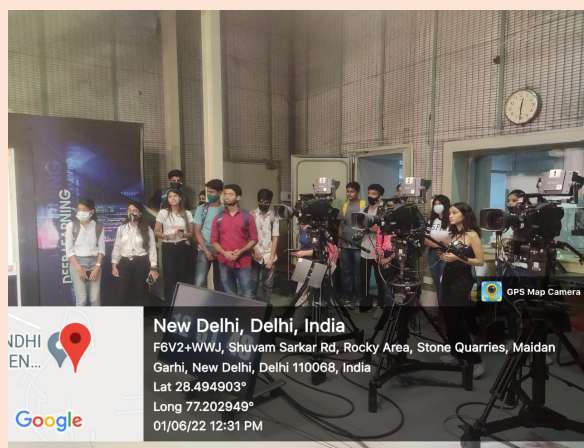 DEEP LEARNING
GPS Map Camera
NDHI
EN...
Google
New Delhi, Delhi, India
F6V2+WWJ, Shuvam Sarkar Rd, Rocky Area, Stone Quarries, Maidan
Garhi, New Delhi, Delhi 110068, India
Lat 28.494903°
Long 77.202949°
01/06/22 12:31 PM